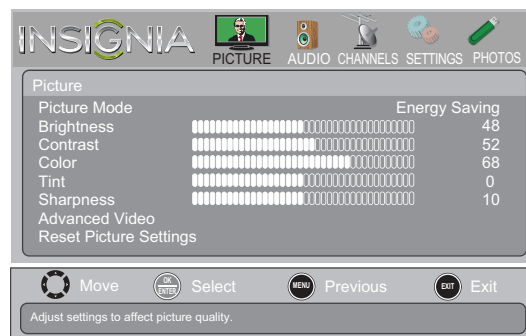 INSIGNIA
PICTURE AUDIO CHANNELS SETTINGS PHOTOS
Picture
Picture Mode Energy Saving
Brightness 48
Contrast 52
Color 68
Tint 0
Sharpness 10
Advanced Video
Reset Picture Settings
Move OK ENTER Select MENU Previous EXIT Exit
Adjust settings to affect picture quality.